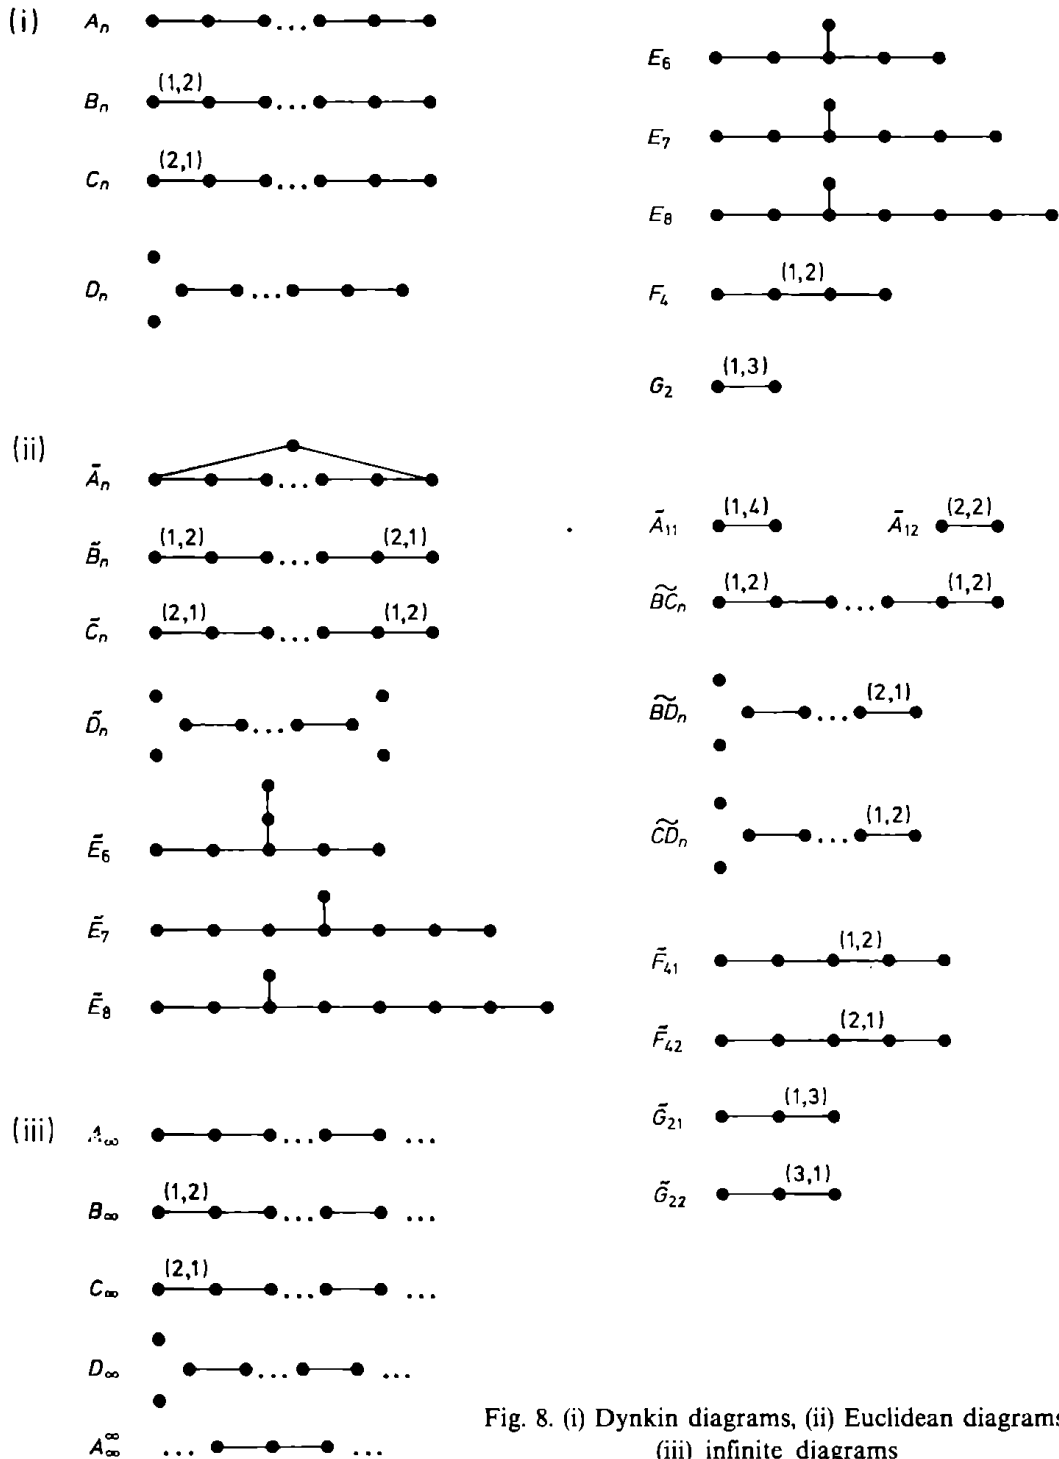 (i)
A_n
B_n (1,2)
C_n (2,1)
D_n
E_6
E_7
E_8
F_4 (1,2)
G_2 (1,3)
(ii)
Ã_n
B̃_n (1,2) ... (2,1)
C̃_n (2,1) ... (1,2)
D̃_n
Ẽ_6
Ẽ_7
Ẽ_8
Ã_11 (1,4) Ã_12 (2,2)
B͠C_n (1,2) ... (1,2)
B͠D_n ... (2,1)
C͠D_n ... (1,2)
F̃_41 (1,2)
F̃_42 (2,1)
G̃_21 (1,3)
G̃_22 (3,1)
(iii)
A_∞ ... ...
B_∞ (1,2) ... ...
C_∞ (2,1) ... ...
D_∞ ... ...
A_∞^∞ ... ...
Fig. 8. (i) Dynkin diagrams, (ii) Euclidean diagrams
(iii) infinite diagrams